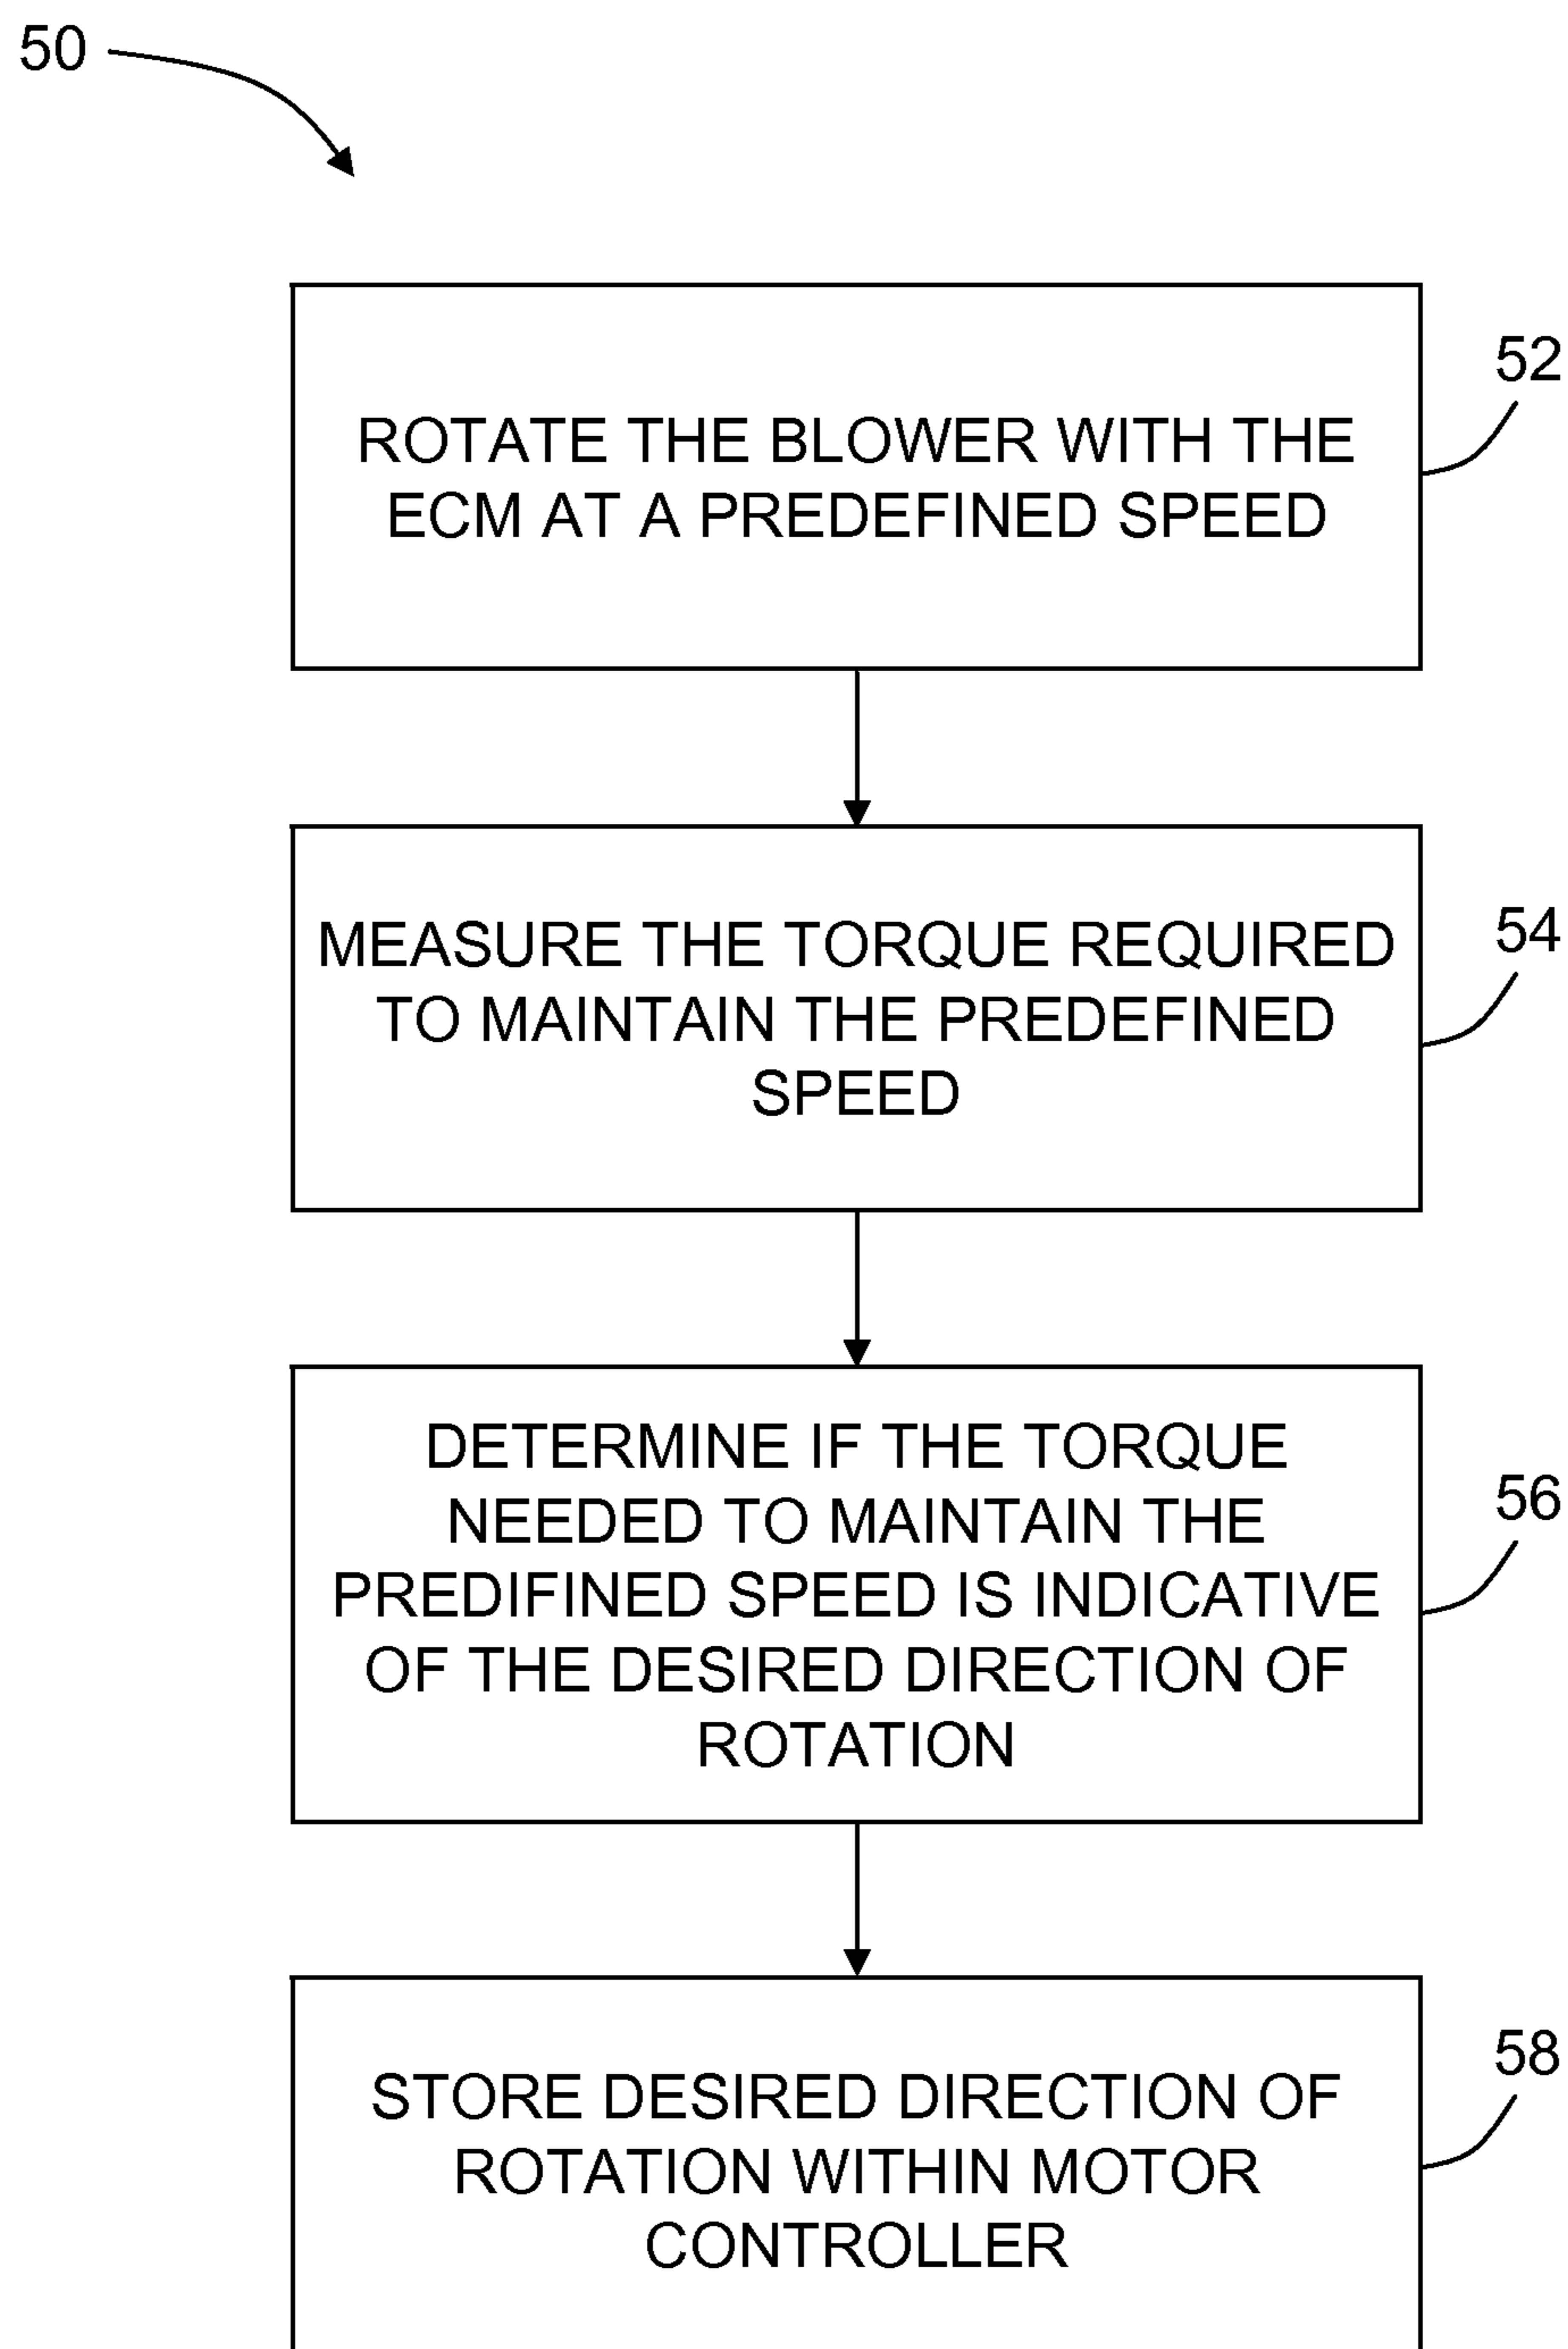 50
52
ROTATE THE BLOWER WITH THE
ECM AT A PREDEFINED SPEED
54
MEASURE THE TORQUE REQUIRED
TO MAINTAIN THE PREDEFINED
SPEED
56
DETERMINE IF THE TORQUE
NEEDED TO MAINTAIN THE
PREDIFINED SPEED IS INDICATIVE
OF THE DESIRED DIRECTION OF
ROTATION
58
STORE DESIRED DIRECTION OF
ROTATION WITHIN MOTOR
CONTROLLER